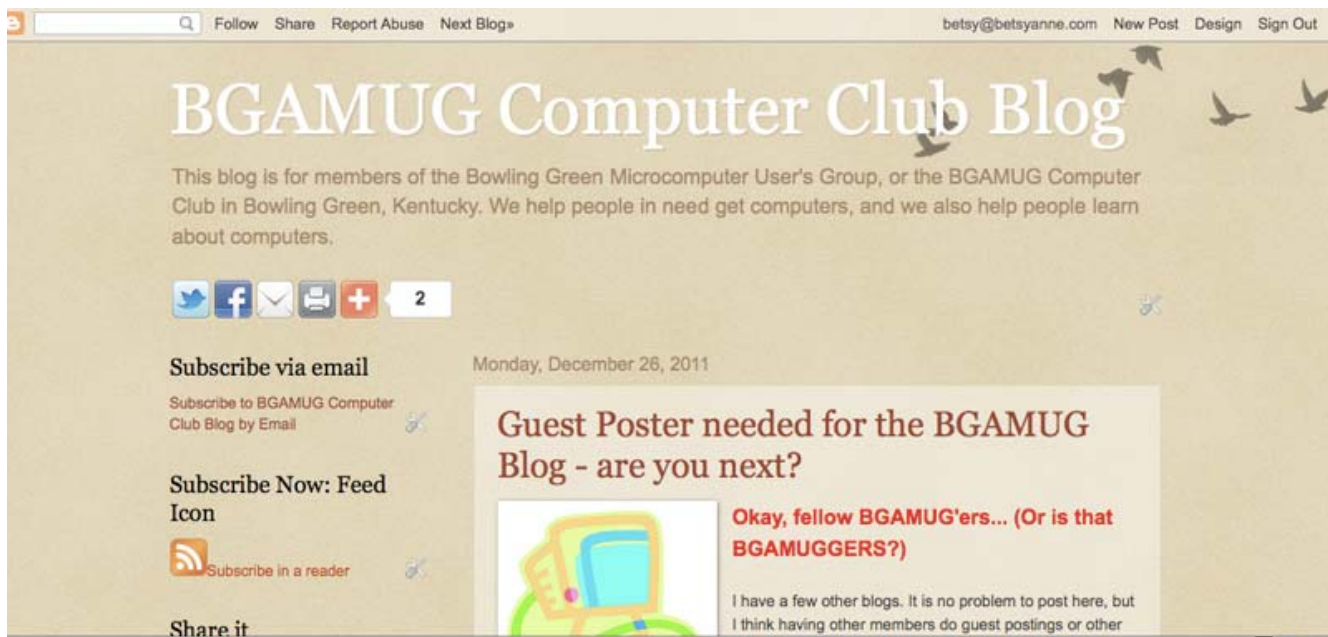 Follow Share Report Abuse Next Blog»
betsy@betsyanne.com New Post Design Sign Out
BGAMUG Computer Club Blog
This blog is for members of the Bowling Green Microcomputer User's Group, or the BGAMUG Computer
Club in Bowling Green, Kentucky. We help people in need get computers, and we also help people learn
about computers.
2
Subscribe via email
Subscribe to BGAMUG Computer
Club Blog by Email
Subscribe Now: Feed
Icon
Subscribe in a reader
Share it
Monday, December 26, 2011
Guest Poster needed for the BGAMUG
Blog - are you next?
Okay, fellow BGAMUG'ers... (Or is that
BGAMUGGERS?)
I have a few other blogs. It is no problem to post here, but
I think having other members do guest postings or other